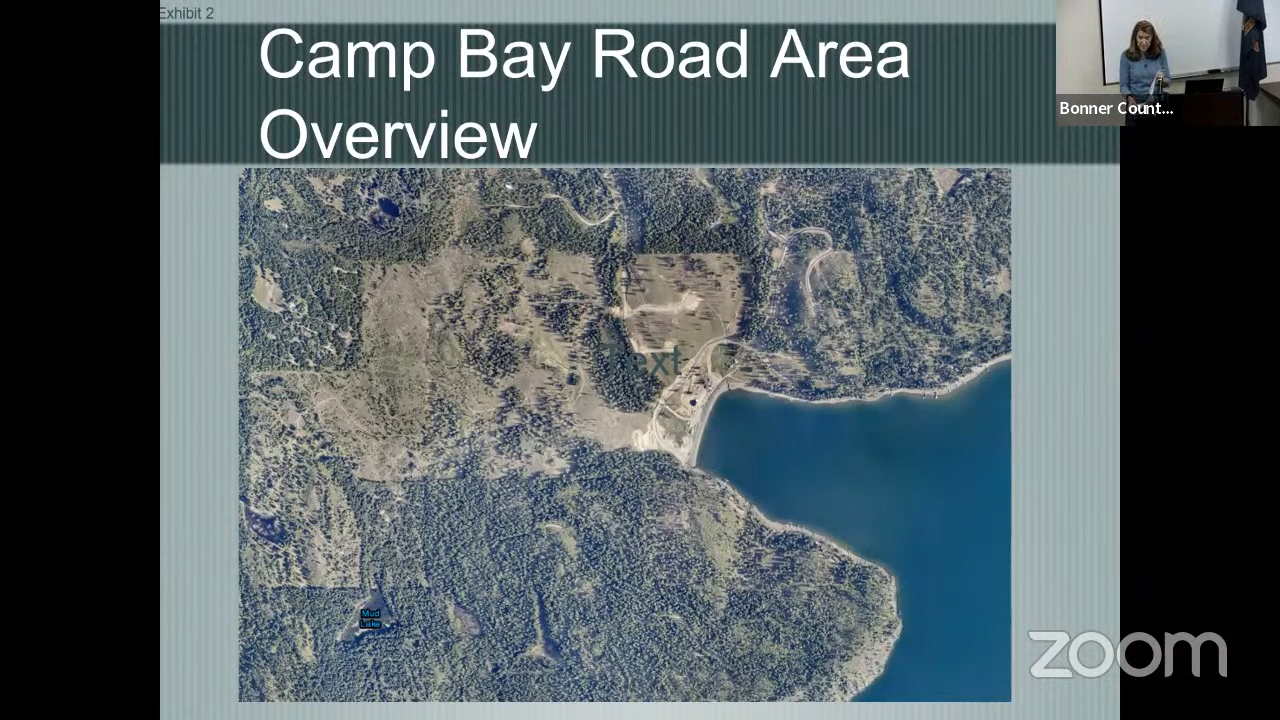 Exhibit 2
Camp Bay Road Area
Overview
Bonner Count...
Text
Mud
Lake
zoom